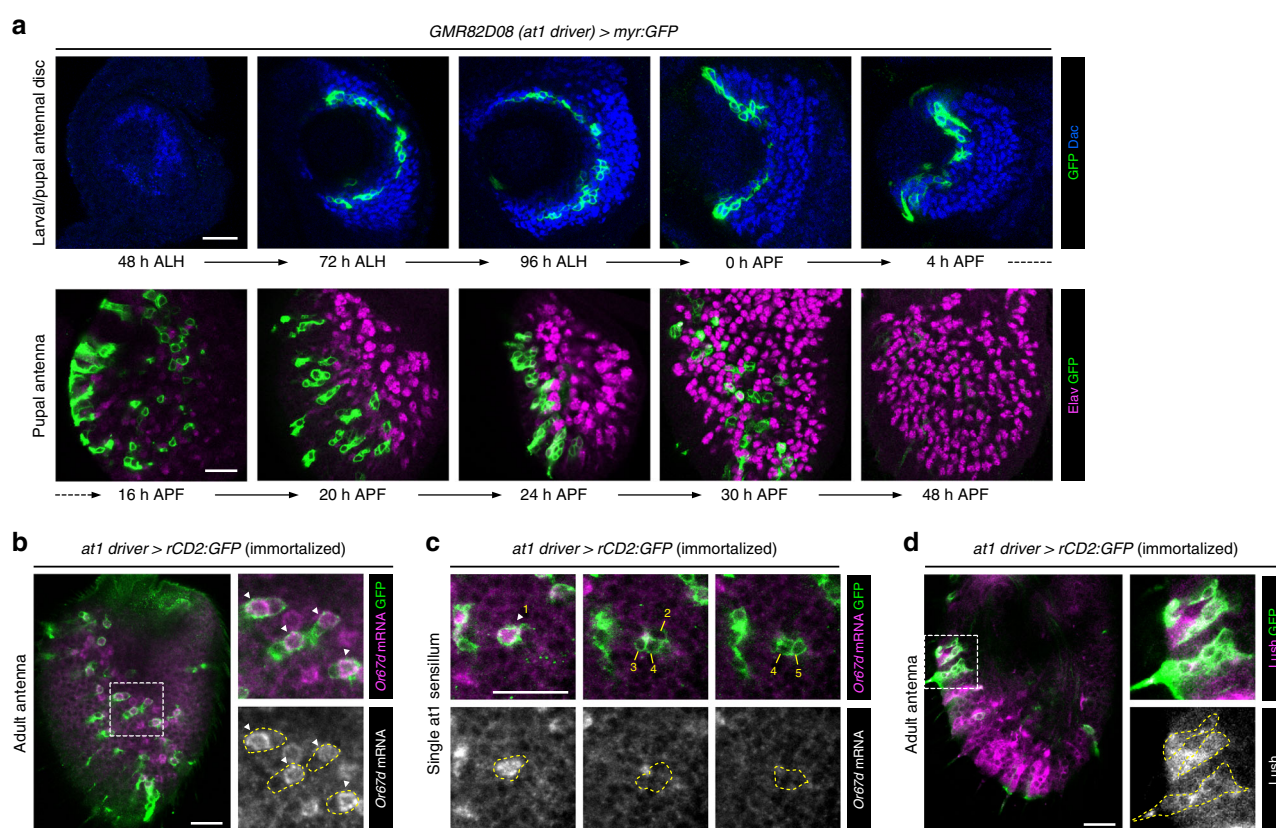 a
GMR82D08 (at1 driver) > myr:GFP
Larval/pupal antennal disc
GFP Dac
48 h ALH
72 h ALH
96 h ALH
0 h APF
4 h APF
Pupal antenna
Elav GFP
16 h APF
20 h APF
24 h APF
30 h APF
48 h APF
b
at1 driver > rCD2:GFP (immortalized)
Adult antenna
Or67d mRNA GFP
Or67d mRNA
c
at1 driver > rCD2:GFP (immortalized)
Single at1 sensillum
1
2
3
4
4
5
Or67d mRNA GFP
Or67d mRNA
d
at1 driver > rCD2:GFP (immortalized)
Adult antenna
Lush GFP
Lush